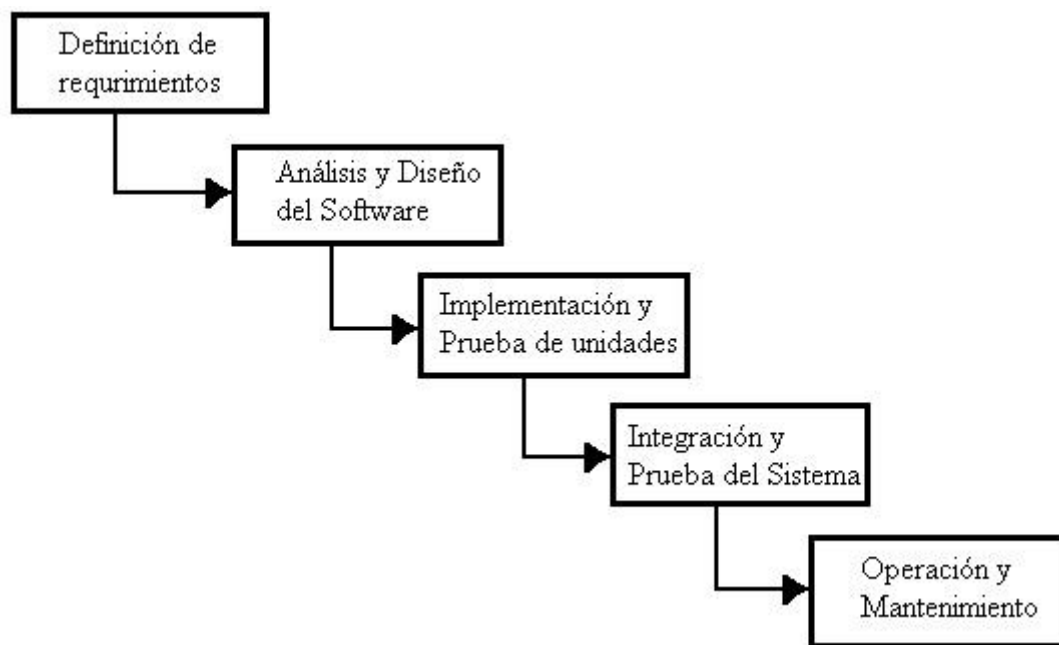 Definición de
requrimientos
Análisis y Diseño
del Software
Implementación y
Prueba de unidades
Integración y
Prueba del Sistema
Operación y
Mantenimiento